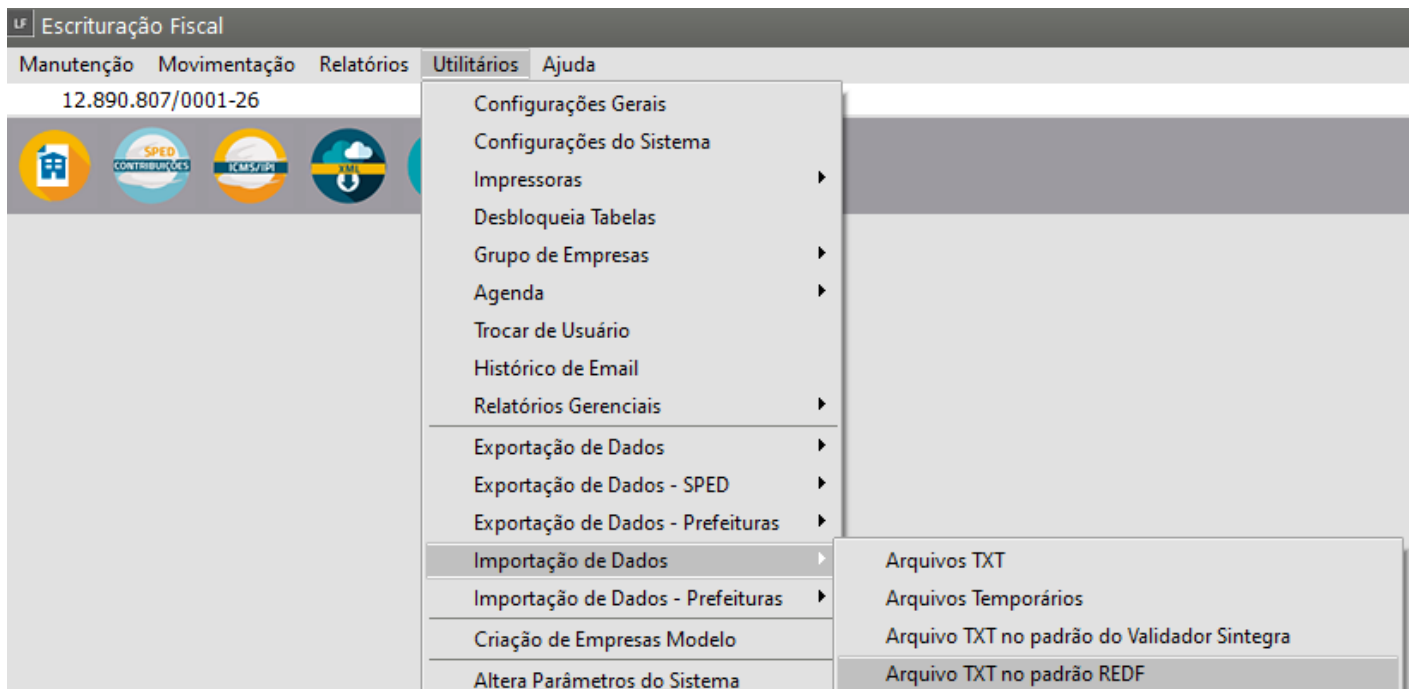 LF Escrituração Fiscal
Manutenção Movimentação Relatórios Utilitários Ajuda
12.890.807/0001-26
SPED
CONTRIBUIÇÕES
ICMS/IPI
XML
Configurações Gerais
Configurações do Sistema
Impressoras
Desbloqueia Tabelas
Grupo de Empresas
Agenda
Trocar de Usuário
Histórico de Email
Relatórios Gerenciais
Exportação de Dados
Exportação de Dados - SPED
Exportação de Dados - Prefeituras
Importação de Dados
Importação de Dados - Prefeituras
Criação de Empresas Modelo
Altera Parâmetros do Sistema
Arquivos TXT
Arquivos Temporários
Arquivo TXT no padrão do Validador Sintegra
Arquivo TXT no padrão REDF